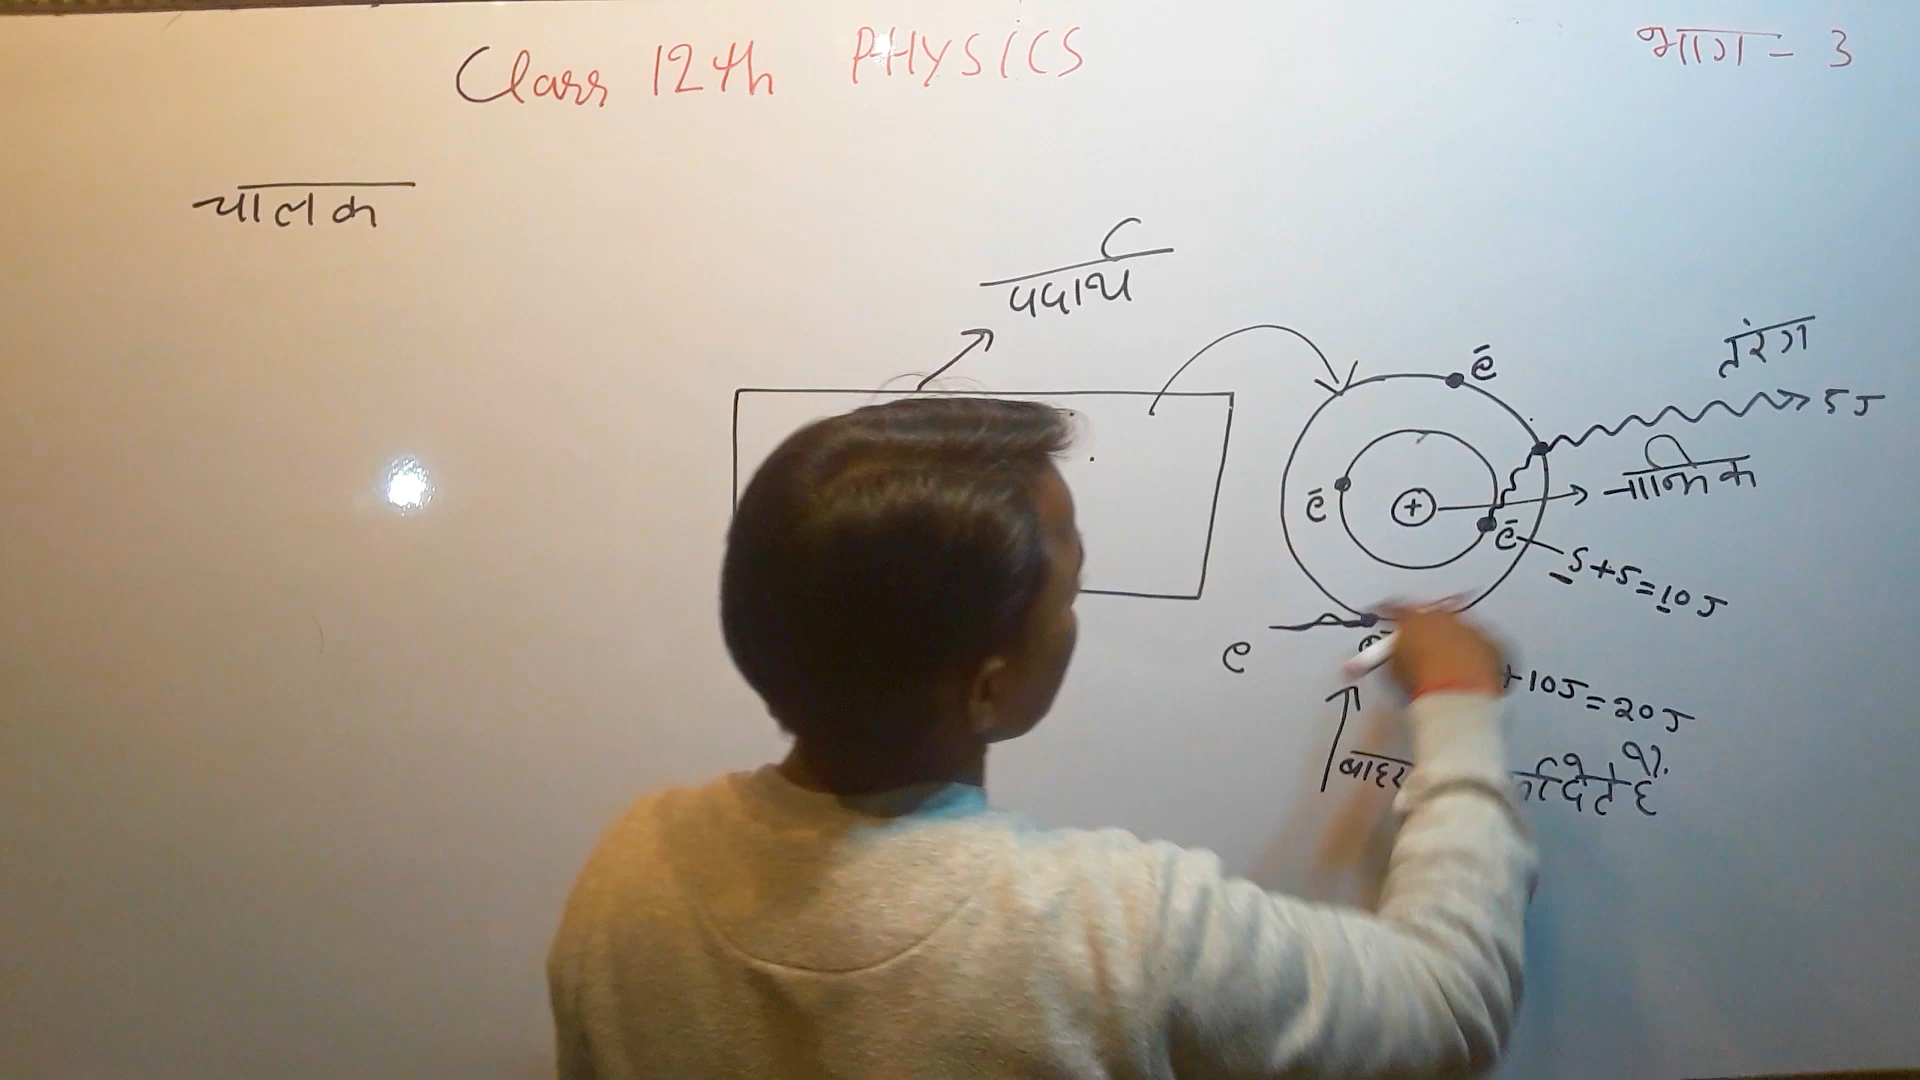 Class 12th PHYSICS
भाग - 3
चालक
पदार्थ
तरंग
5J
e⁻
e⁻
+
नाभिक
e⁻
5+5=10J
e
+10J=20J
बाहर